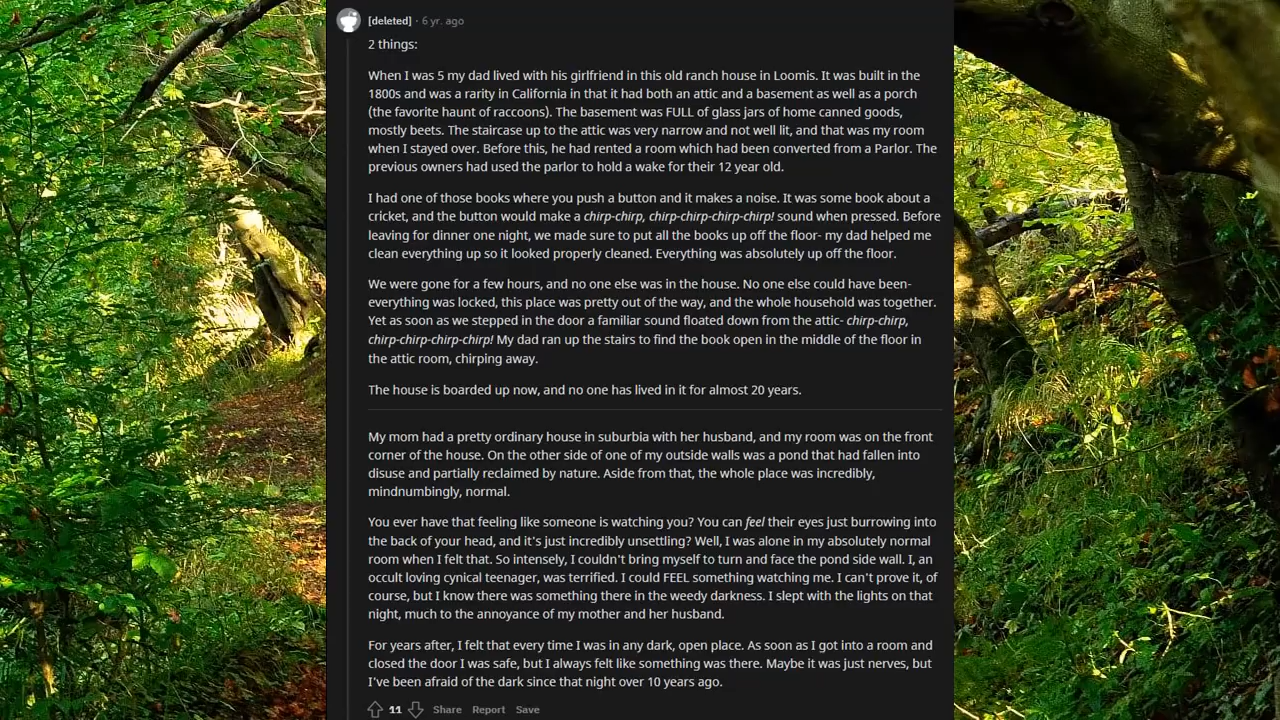 [deleted] · 6 yr. ago
2 things:
When I was 5 my dad lived with his girlfriend in this old ranch house in Loomis. It was built in the
1800s and was a rarity in California in that it had both an attic and a basement as well as a porch
(the favorite haunt of raccoons). The basement was FULL of glass jars of home canned goods,
mostly beets. The staircase up to the attic was very narrow and not well lit, and that was my room
when I stayed over. Before this, he had rented a room which had been converted from a Parlor. The
previous owners had used the parlor to hold a wake for their 12 year old.
I had one of those books where you push a button and it makes a noise. It was some book about a
cricket, and the button would make a chirp-chirp, chirp-chirp-chirp-chirp! sound when pressed. Before
leaving for dinner one night, we made sure to put all the books up off the floor- my dad helped me
clean everything up so it looked properly cleaned. Everything was absolutely up off the floor.
We were gone for a few hours, and no one else was in the house. No one else could have been-
everything was locked, this place was pretty out of the way, and the whole household was together.
Yet as soon as we stepped in the door a familiar sound floated down from the attic- chirp-chirp,
chirp-chirp-chirp-chirp! My dad ran up the stairs to find the book open in the middle of the floor in
the attic room, chirping away.
The house is boarded up now, and no one has lived in it for almost 20 years.
My mom had a pretty ordinary house in suburbia with her husband, and my room was on the front
corner of the house. On the other side of one of my outside walls was a pond that had fallen into
disuse and partially reclaimed by nature. Aside from that, the whole place was incredibly,
mindnumbingly, normal.
You ever have that feeling like someone is watching you? You can feel their eyes just burrowing into
the back of your head, and it's just incredibly unsettling? Well, I was alone in my absolutely normal
room when I felt that. So intensely, I couldn't bring myself to turn and face the pond side wall. I, an
occult loving cynical teenager, was terrified. I could FEEL something watching me. I can't prove it, of
course, but I know there was something there in the weedy darkness. I slept with the lights on that
night, much to the annoyance of my mother and her husband.
For years after, I felt that every time I was in any dark, open place. As soon as I got into a room and
closed the door I was safe, but I always felt like something was there. Maybe it was just nerves, but
I've been afraid of the dark since that night over 10 years ago.
11 Share Report Save